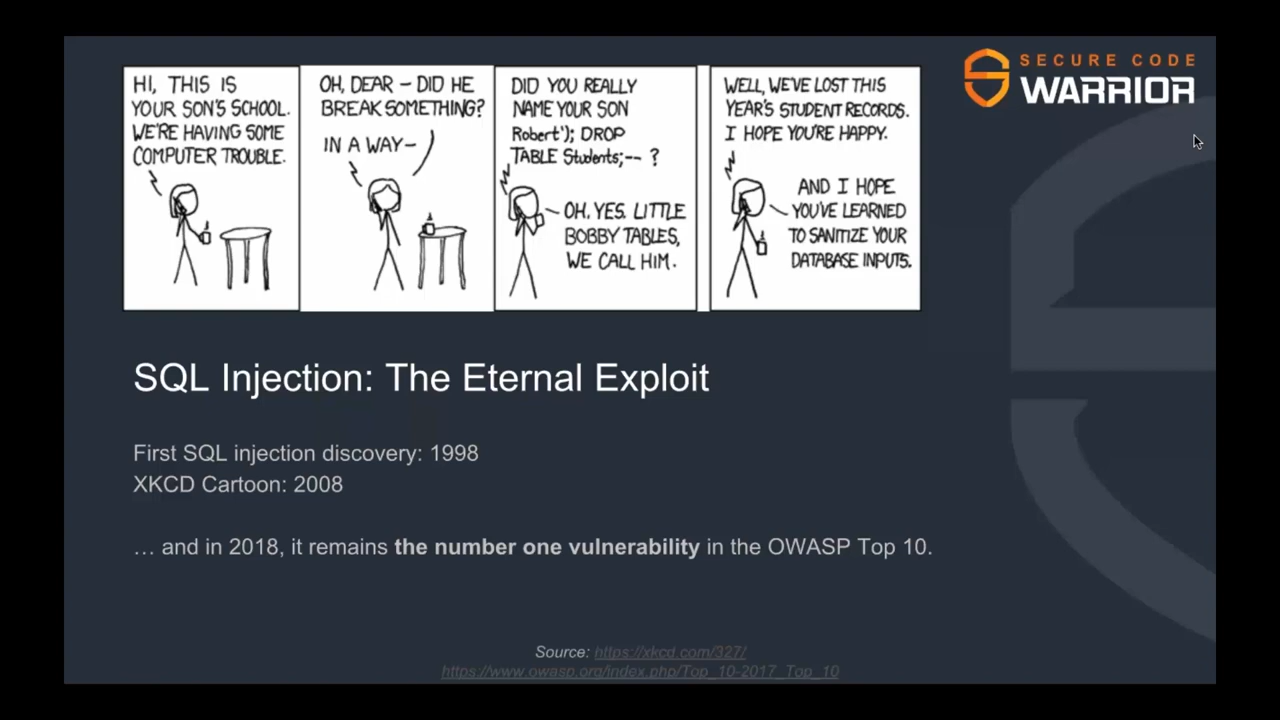 HI, THIS IS
YOUR SON'S SCHOOL.
WE'RE HAVING SOME
COMPUTER TROUBLE.
OH, DEAR – DID HE
BREAK SOMETHING?
IN A WAY–
DID YOU REALLY
NAME YOUR SON
Robert'); DROP
TABLE Students;-- ?
OH, YES. LITTLE
BOBBY TABLES,
WE CALL HIM.
WELL, WE'VE LOST THIS
YEAR'S STUDENT RECORDS.
I HOPE YOU'RE HAPPY.
AND I HOPE
YOU'VE LEARNED
TO SANITIZE YOUR
DATABASE INPUTS.
SECURE CODE
WARRIOR
SQL Injection: The Eternal Exploit
First SQL injection discovery: 1998
XKCD Cartoon: 2008
… and in 2018, it remains the number one vulnerability in the OWASP Top 10.
Source: https://xkcd.com/327/
https://www.owasp.org/index.php/Top_10-2017_Top_10